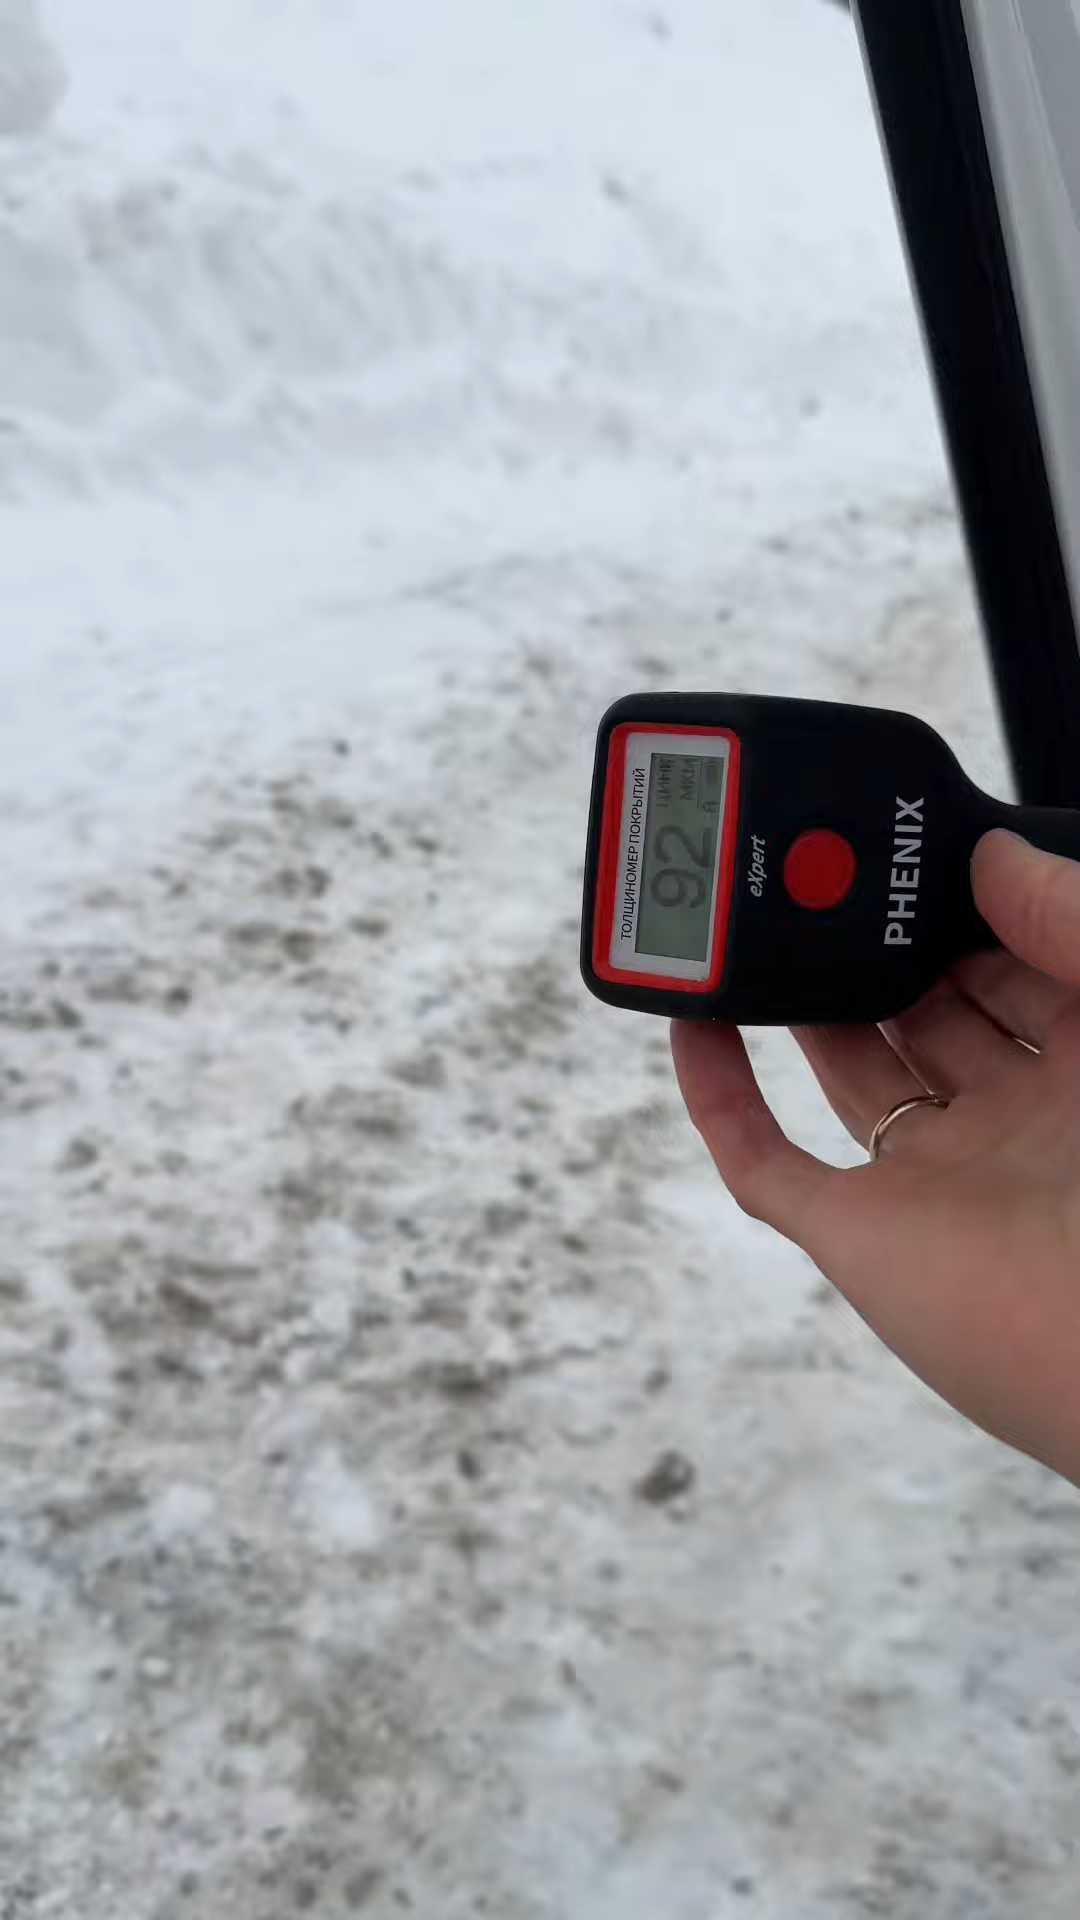 ТОЛЩИНОМЕР ПОКРЫТИЙ
92
ЦИНК
МКМ
A
eXpert
PHENIX